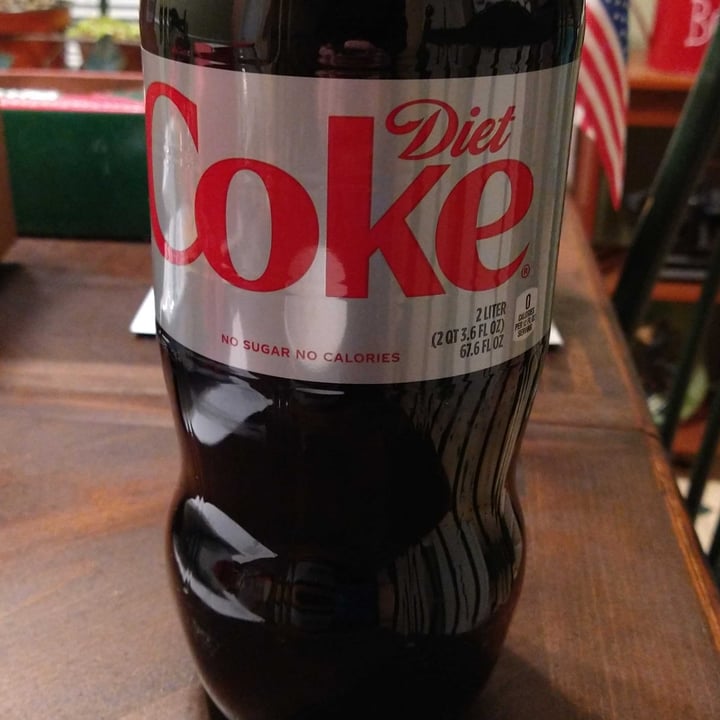 Diet
Coke®
NO SUGAR NO CALORIES
2 LITER
(2 QT 3.6 FL OZ)
67.6 FL OZ
0
CALORIES